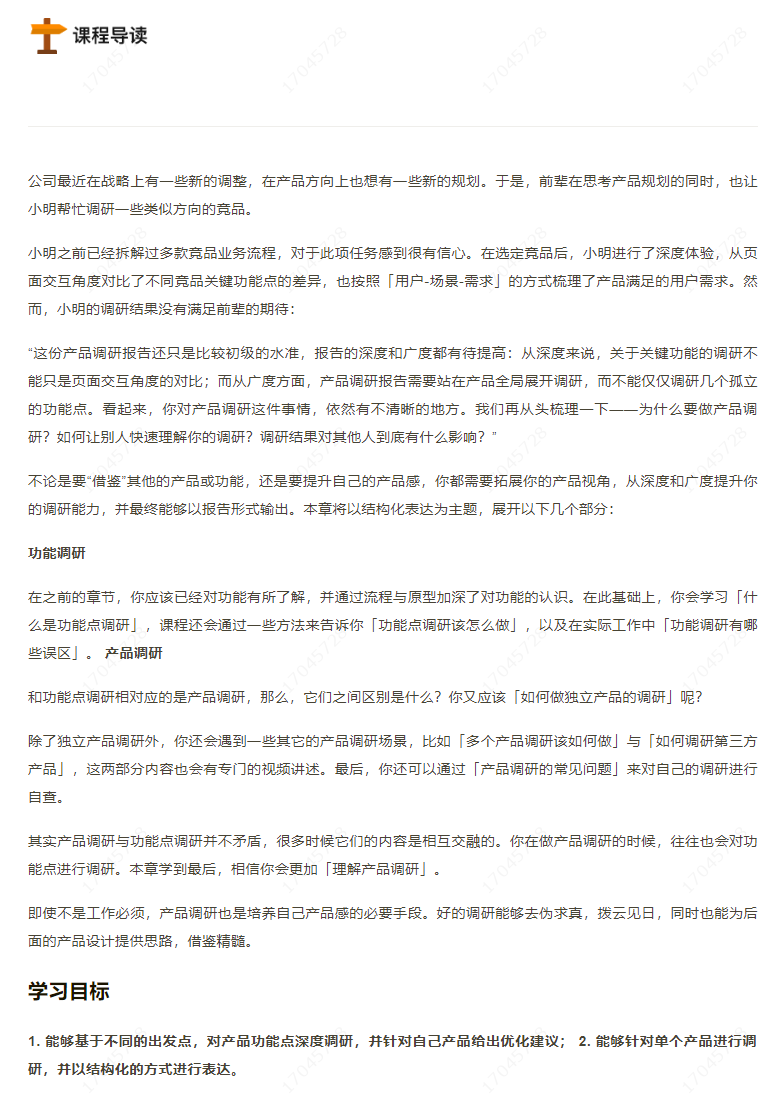 课程导读
公司最近在战略上有一些新的调整，在产品方向上也想有一些新的规划。于是，前辈在思考产品规划的同时，也让
小明帮忙调研一些类似方向的竞品。
小明之前已经拆解过多款竞品业务流程，对于此项任务感到很有信心。在选定竞品后，小明进行了深度体验，从页
面交互角度对比了不同竞品关键功能点的差异，也按照「用户-场景-需求」的方式梳理了产品满足的用户需求。然
而，小明的调研结果没有满足前辈的期待：
“这份产品调研报告还只是比较初级的水准，报告的深度和广度都有待提高：从深度来说，关于关键功能的调研不
能只是页面交互角度的对比；而从广度方面，产品调研报告需要站在产品全局展开调研，而不能仅仅调研几个孤立
的功能点。看起来，你对产品调研这件事情，依然有不清晰的地方。我们再从头梳理一下——为什么要做产品调
研？如何让别人快速理解你的调研？调研结果对其他人到底有什么影响？”
不论是要“借鉴”其他的产品或功能，还是要提升自己的产品感，你都需要拓展你的产品视角，从深度和广度提升你
的调研能力，并最终能够以报告形式输出。本章将以结构化表达为主题，展开以下几个部分：
功能调研
在之前的章节，你应该已经对功能有所了解，并通过流程与原型加深了对功能的认识。在此基础上，你会学习「什
么是功能点调研」，课程还会通过一些方法来告诉你「功能点调研该怎么做」，以及在实际工作中「功能调研有哪
些误区」。 产品调研
和功能点调研相对应的是产品调研，那么，它们之间区别是什么？你又应该「如何做独立产品的调研」呢？
除了独立产品调研外，你还会遇到一些其它的产品调研场景，比如「多个产品调研该如何做」与「如何调研第三方
产品」，这两部分内容也会有专门的视频讲述。最后，你还可以通过「产品调研的常见问题」来对自己的调研进行
自查。
其实产品调研与功能点调研并不矛盾，很多时候它们的内容是相互交融的。你在做产品调研的时候，往往也会对功
能点进行调研。本章学到最后，相信你会更加「理解产品调研」。
即使不是工作必须，产品调研也是培养自己产品感的必要手段。好的调研能够去伪求真，拨云见日，同时也能为后
面的产品设计提供思路，借鉴精髓。
学习目标
1. 能够基于不同的出发点，对产品功能点深度调研，并针对自己产品给出优化建议； 2. 能够针对单个产品进行调
研，并以结构化的方式进行表达。
17045728